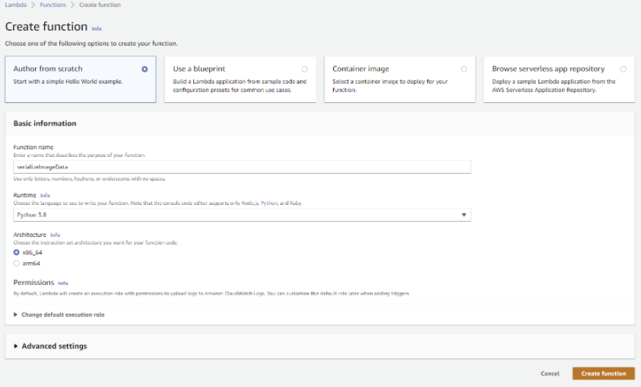 Lambda > Functions > Create function
Create function Info
Choose one of the following options to create your function.
Author from scratch
Start with a simple Hello World example.
Use a blueprint
Build a Lambda application from sample code and
configuration presets for common use cases.
Container image
Select a container image to deploy for your
function.
Browse serverless app repository
Deploy a sample Lambda application from the
AWS Serverless Application Repository.
Basic information
Function name
Enter a name that describes the purpose of your function.
serializeImageData
Use only letters, numbers, hyphens, or underscores with no spaces.
Runtime Info
Choose the language to use to write your function. Note that the console code editor supports only Node.js, Python, and Ruby.
Python 3.8
Architecture Info
Choose the instruction set architecture you want for your function code.
x86_64
arm64
Permissions Info
By default, Lambda will create an execution role with permissions to upload logs to Amazon CloudWatch Logs. You can customize this default role later when adding triggers.
Change default execution role
Advanced settings
Cancel
Create function